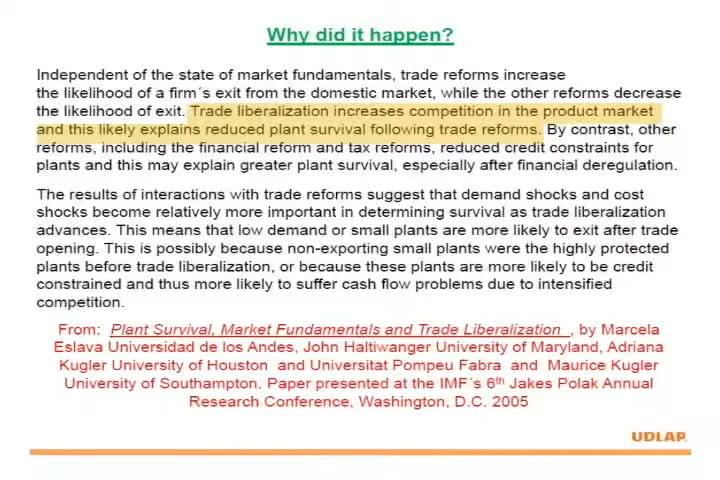 Why did it happen?
Independent of the state of market fundamentals, trade reforms increase
the likelihood of a firm´s exit from the domestic market, while the other reforms decrease
the likelihood of exit. Trade liberalization increases competition in the product market
and this likely explains reduced plant survival following trade reforms. By contrast, other
reforms, including the financial reform and tax reforms, reduced credit constraints for
plants and this may explain greater plant survival, especially after financial deregulation.
The results of interactions with trade reforms suggest that demand shocks and cost
shocks become relatively more important in determining survival as trade liberalization
advances. This means that low demand or small plants are more likely to exit after trade
opening. This is possibly because non-exporting small plants were the highly protected
plants before trade liberalization, or because these plants are more likely to be credit
constrained and thus more likely to suffer cash flow problems due to intensified
competition.
From: Plant Survival, Market Fundamentals and Trade Liberalization , by Marcela
Eslava Universidad de los Andes, John Haltiwanger University of Maryland, Adriana
Kugler University of Houston and Universitat Pompeu Fabra and Maurice Kugler
University of Southampton. Paper presented at the IMF´s 6th Jakes Polak Annual
Research Conference, Washington, D.C. 2005
UDLAP